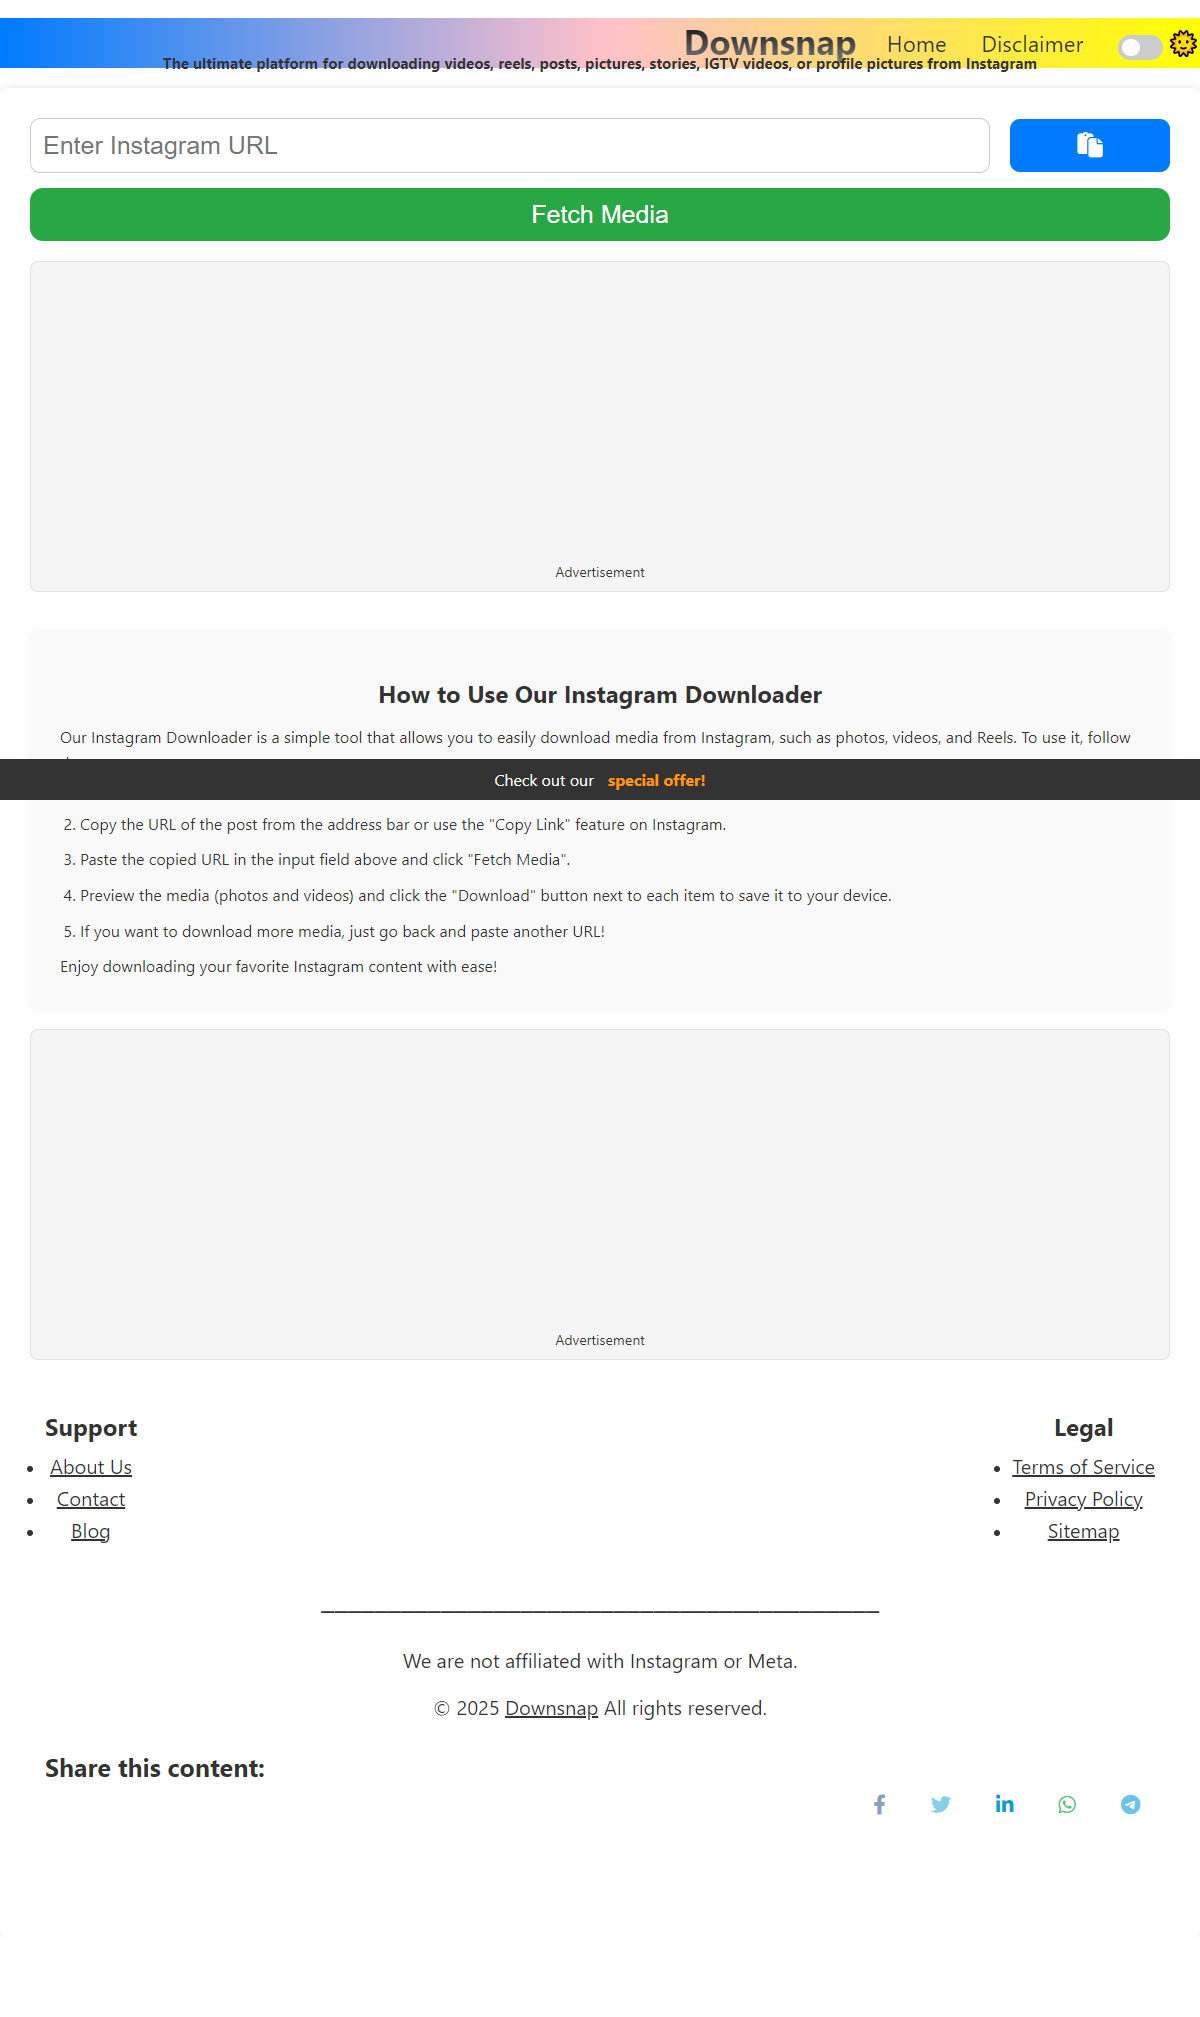 Downsnap Home Disclaimer
The ultimate platform for downloading videos, reels, posts, pictures, stories, IGTV videos, or profile pictures from Instagram
Enter Instagram URL
Fetch Media
Advertisement
How to Use Our Instagram Downloader
Our Instagram Downloader is a simple tool that allows you to easily download media from Instagram, such as photos, videos, and Reels. To use it, follow
Check out our special offer!
2. Copy the URL of the post from the address bar or use the "Copy Link" feature on Instagram.
3. Paste the copied URL in the input field above and click "Fetch Media".
4. Preview the media (photos and videos) and click the "Download" button next to each item to save it to your device.
5. If you want to download more media, just go back and paste another URL!
Enjoy downloading your favorite Instagram content with ease!
Advertisement
Support
• About Us
• Contact
• Blog
Legal
• Terms of Service
• Privacy Policy
• Sitemap
We are not affiliated with Instagram or Meta.
© 2025 Downsnap All rights reserved.
Share this content: